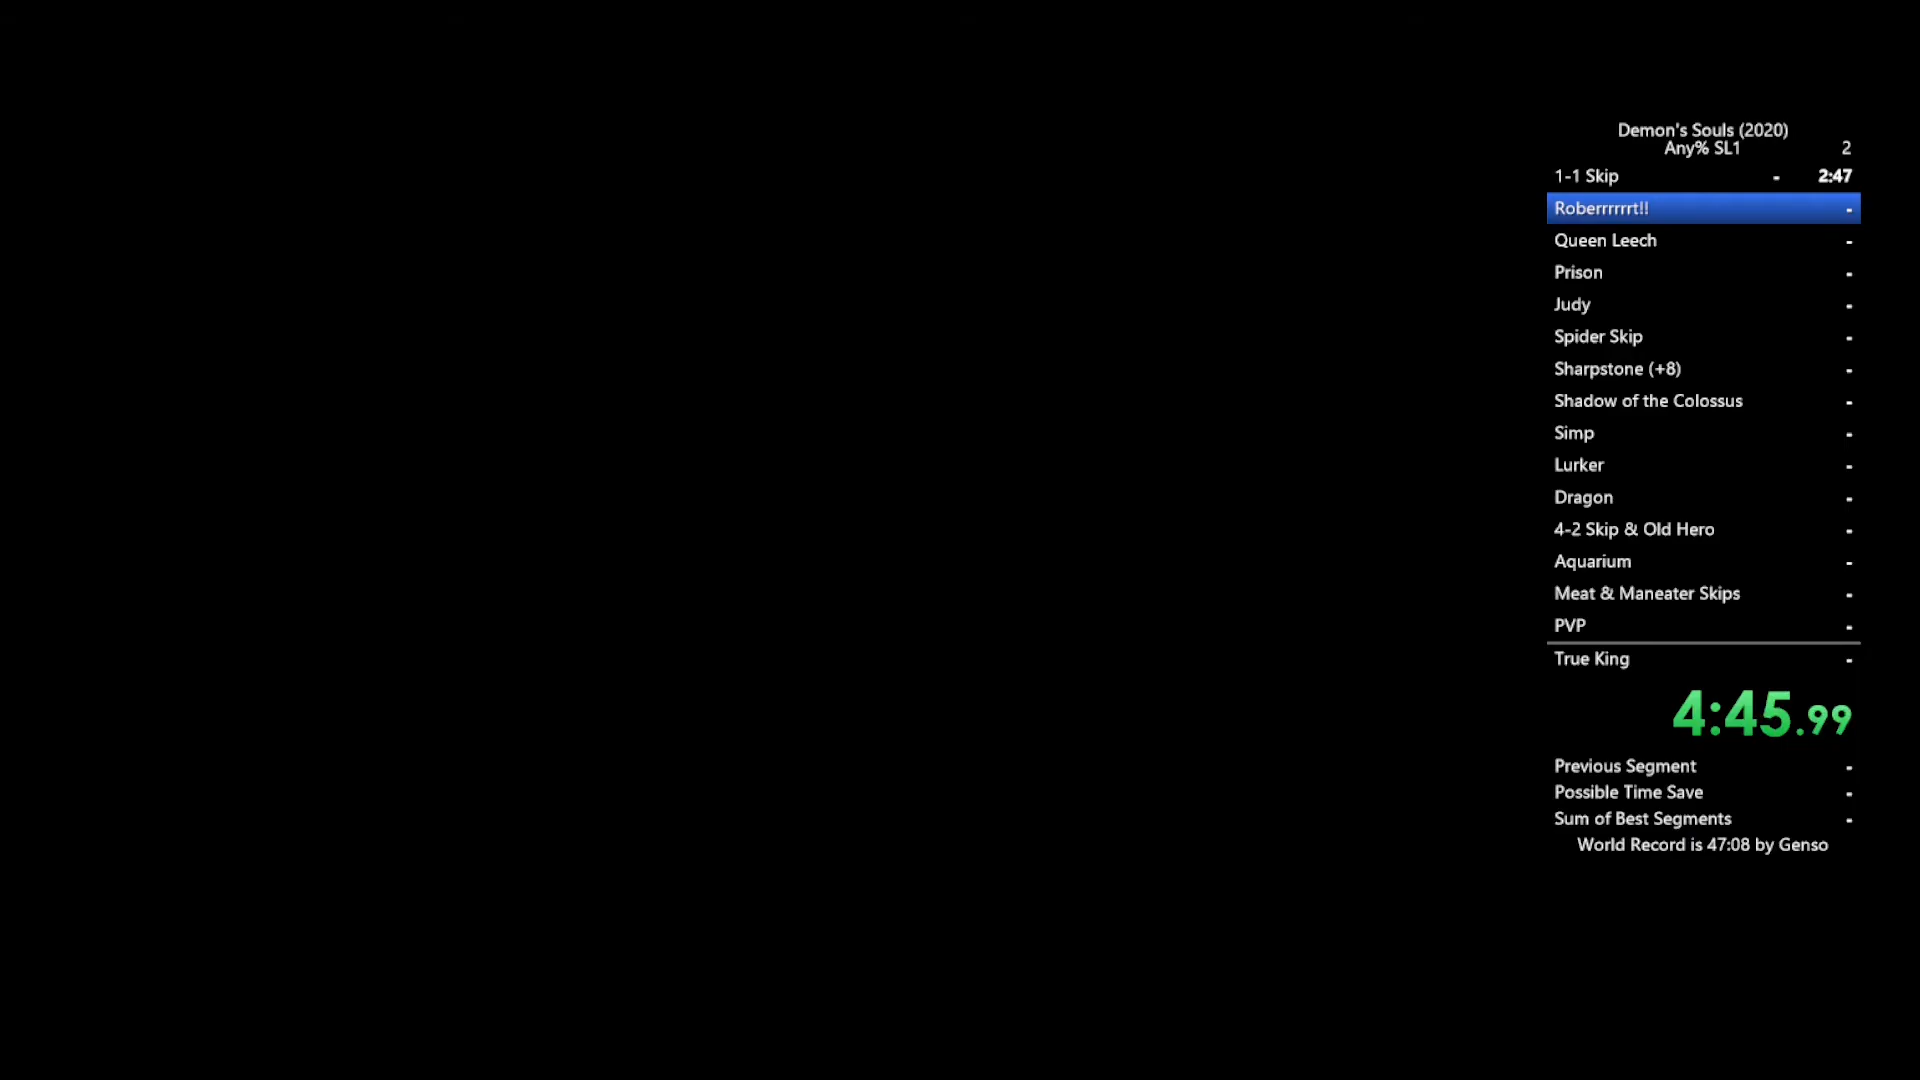 Demon's Souls (2020)
Any% SL1 2
1-1 Skip - 2:47
Roberrrrrrt!! -
Queen Leech -
Prison -
Judy -
Spider Skip -
Sharpstone (+8) -
Shadow of the Colossus -
Simp -
Lurker -
Dragon -
4-2 Skip & Old Hero -
Aquarium -
Meat & Maneater Skips -
PVP -
True King -
4:45.99
Previous Segment -
Possible Time Save -
Sum of Best Segments -
World Record is 47:08 by Genso